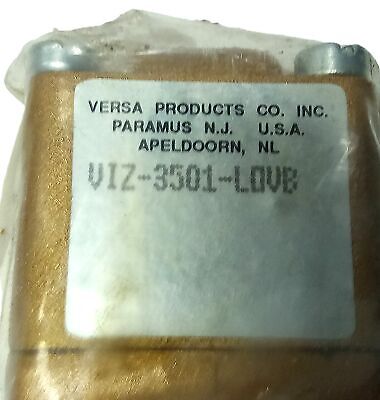 VERSA PRODUCTS CO. INC.
PARAMUS N.J. U.S.A.
APELDOORN, NL
VIZ-3501-LOVB